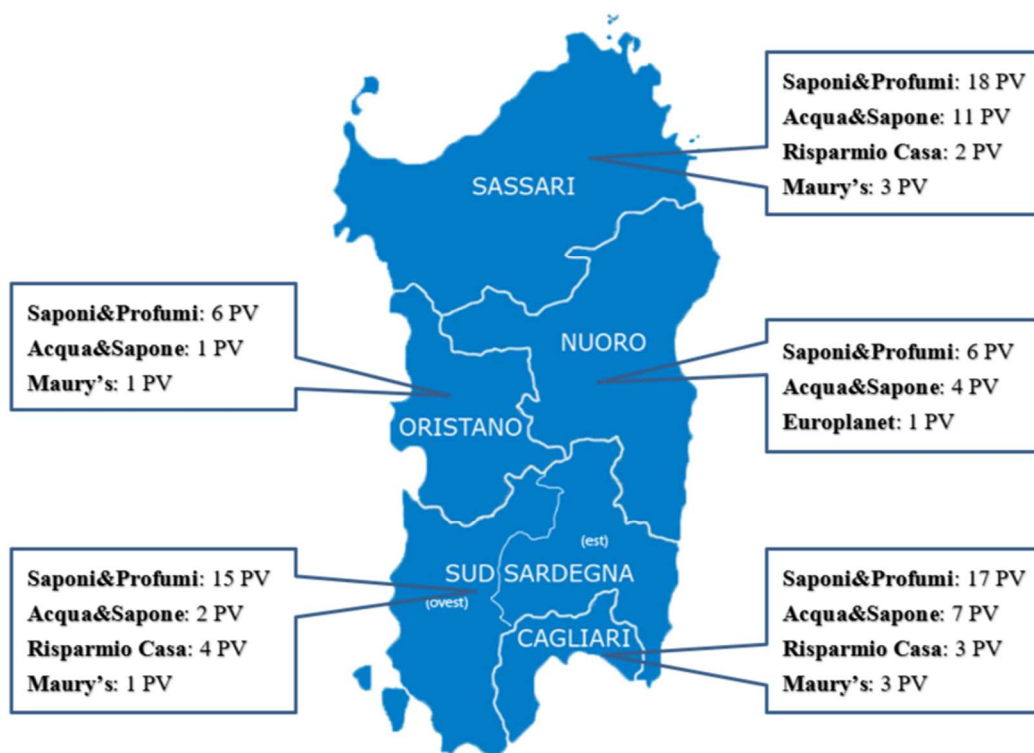 Saponi&Profumi: 18 PV
Acqua&Sapone: 11 PV
Risparmio Casa: 2 PV
Maury's: 3 PV
SASSARI
Saponi&Profumi: 6 PV
Acqua&Sapone: 1 PV
Maury's: 1 PV
NUORO
Saponi&Profumi: 6 PV
Acqua&Sapone: 4 PV
Europlanet: 1 PV
ORISTANO
(est)
SUD SARDEGNA
(ovest)
Saponi&Profumi: 15 PV
Acqua&Sapone: 2 PV
Risparmio Casa: 4 PV
Maury's: 1 PV
CAGLIARI
Saponi&Profumi: 17 PV
Acqua&Sapone: 7 PV
Risparmio Casa: 3 PV
Maury's: 3 PV